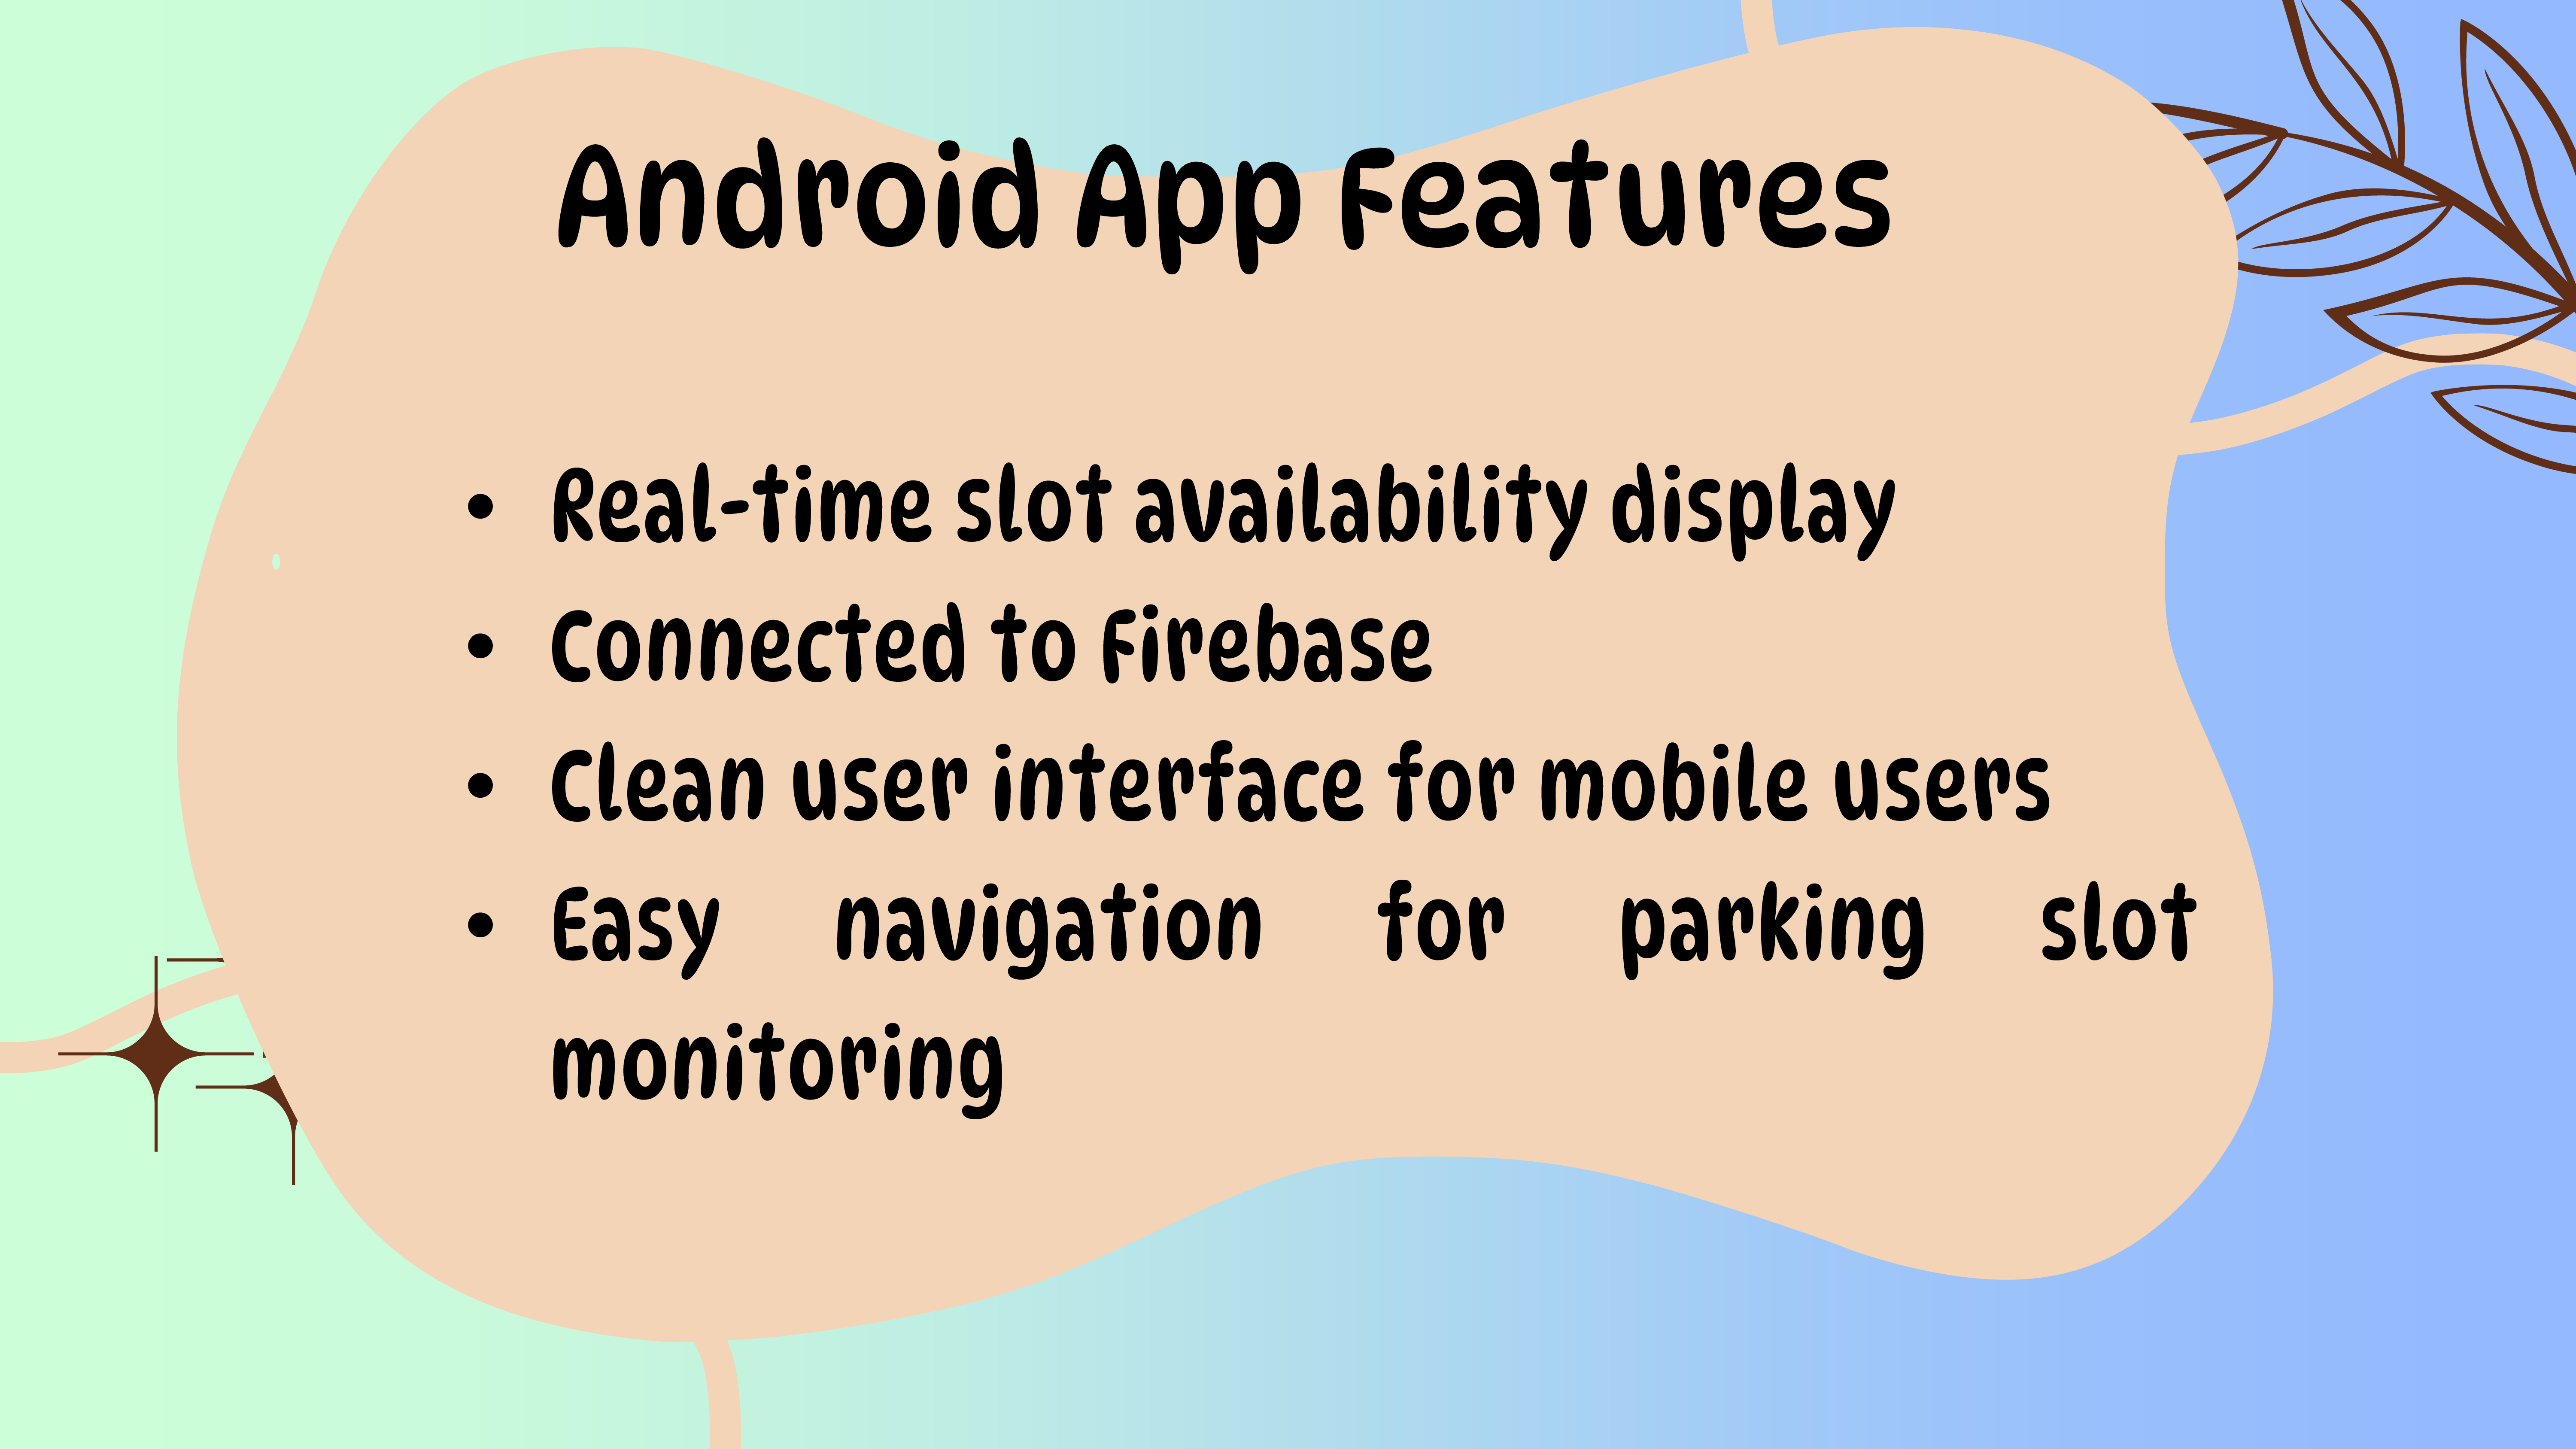 Android App Features
• Real-time slot availability display
• Connected to Firebase
• Clean user interface for mobile users
• Easy navigation for parking slot
monitoring